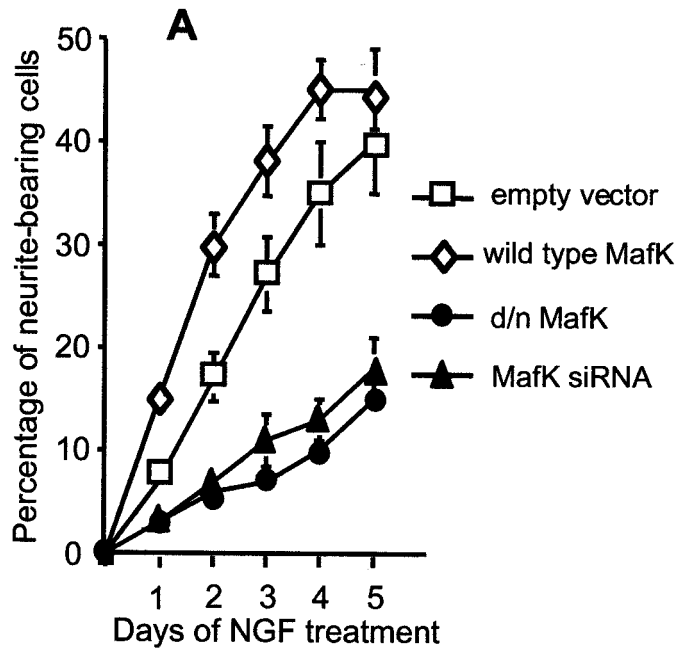 A
Percentage of neurite-bearing cells
50
40
30
20
10
0
1 2 3 4 5
Days of NGF treatment
empty vector
wild type MafK
d/n MafK
MafK siRNA